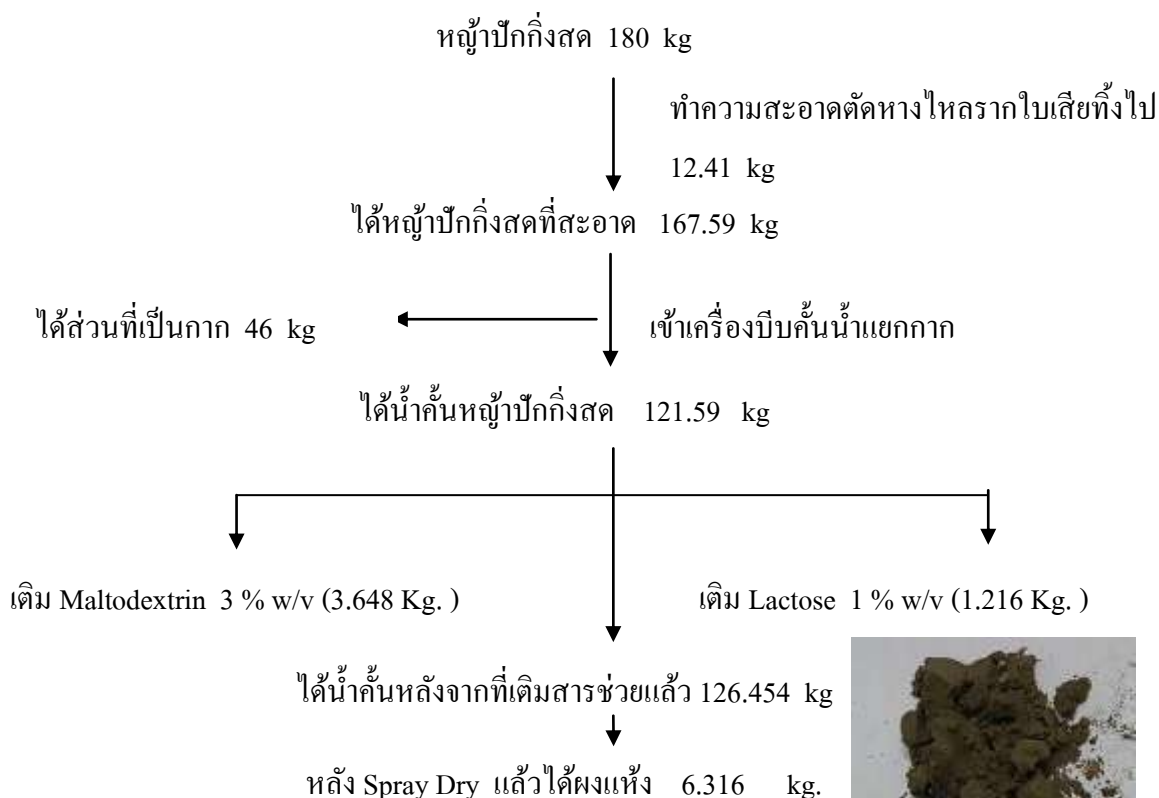 หญ้าปักกิ่งสด 180 kg
ทำความสะอาดตัดหางไหลรากใบเสียทิ้งไป
12.41 kg
ได้หญ้าปักกิ่งสดที่สะอาด 167.59 kg
ได้ส่วนที่เป็นกาก 46 kg
เข้าเครื่องบีบคั้นน้ำแยกกาก
ได้น้ำคั้นหญ้าปักกิ่งสด 121.59 kg
เติม Maltodextrin 3 % w/v (3.648 Kg. )
เติม Lactose 1 % w/v (1.216 Kg. )
ได้น้ำคั้นหลังจากที่เติมสารช่วยแล้ว 126.454 kg
หลัง Spray Dry แล้วได้ผงแห้ง 6.316 kg.